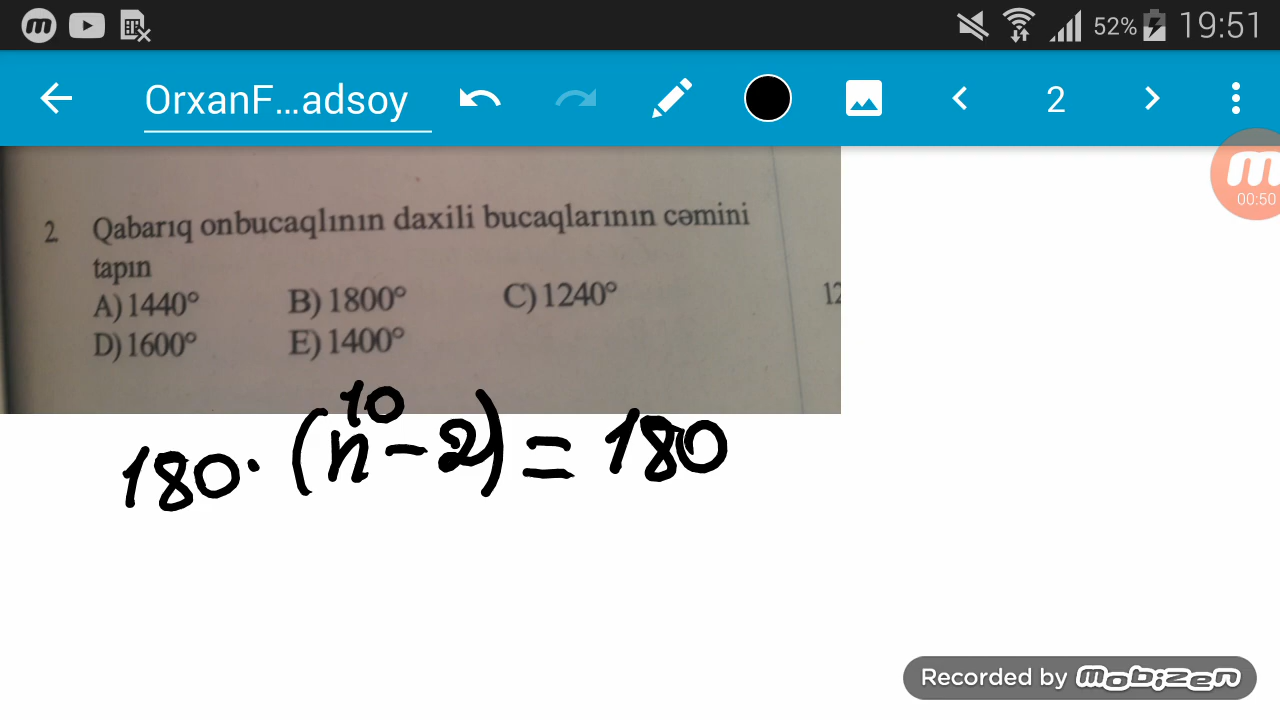 52% 19:51
OrxanF...adsoy 2
00:50
2. Qabarıq onbucaqlının daxili bucaqlarının cəmini
tapın
A) 1440° B) 1800° C) 1240° 12
D) 1600° E) 1400°
10
180 · (n - 2) = 180
Recorded by mobizen